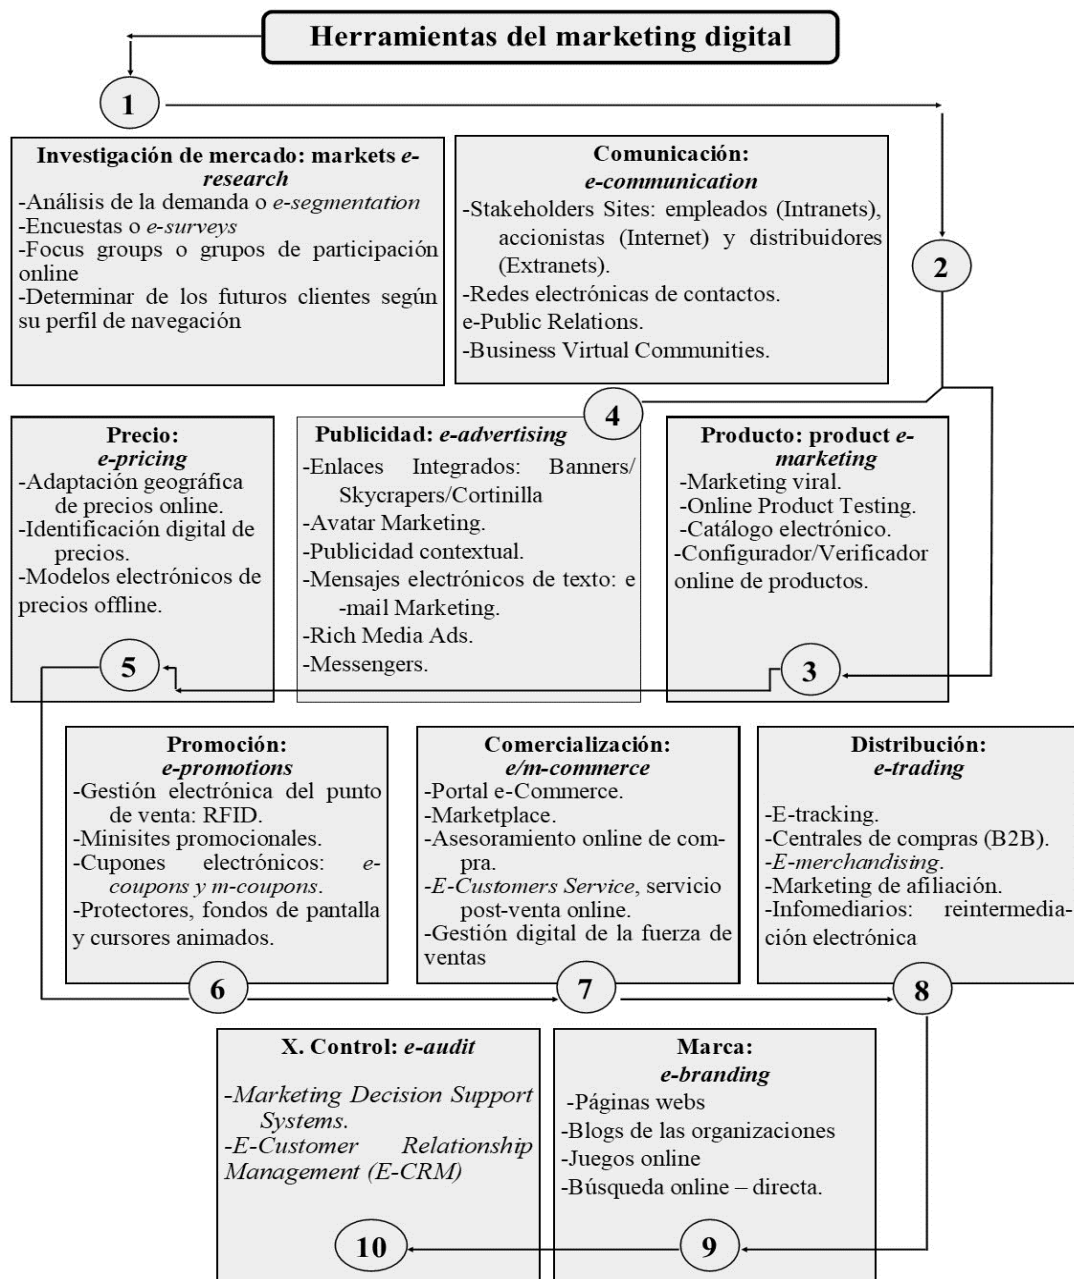 Herramientas del marketing digital
1
Investigación de mercado: markets e-
research
-Análisis de la demanda o e-segmentation
-Encuestas o e-surveys
-Focus groups o grupos de participación
online
-Determinar de los futuros clientes según
su perfil de navegación
Comunicación:
e-communication
-Stakeholders Sites: empleados (Intranets),
accionistas (Internet) y distribuidores
(Extranets).
-Redes electrónicas de contactos.
e-Public Relations.
-Business Virtual Communities.
2
Precio:
e-pricing
-Adaptación geográfica
de precios online.
-Identificación digital de
precios.
-Modelos electrónicos de
precios offline.
5
4
Publicidad: e-advertising
-Enlaces Integrados: Banners/
Skycrapers/Cortinilla
-Avatar Marketing.
-Publicidad contextual.
-Mensajes electrónicos de texto: e
-mail Marketing.
-Rich Media Ads.
-Messengers.
Producto: product e-
marketing
-Marketing viral.
-Online Product Testing.
-Catálogo electrónico.
-Configurador/Verificador
online de productos.
3
Promoción:
e-promotions
-Gestión electrónica del punto
de venta: RFID.
-Minisites promocionales.
-Cupones electrónicos: e-
coupons y m-coupons.
-Protectores, fondos de pantalla
y cursores animados.
6
Comercialización:
e/m-commerce
-Portal e-Commerce.
-Marketplace.
-Asesoramiento online de com-
pra.
-E-Customers Service, servicio
post-venta online.
-Gestión digital de la fuerza de
ventas
7
Distribución:
e-trading
-E-tracking.
-Centrales de compras (B2B).
-E-merchandising.
-Marketing de afiliación.
-Infomediarios: reintermedia-
ción electrónica
8
X. Control: e-audit
-Marketing Decision Support
Systems.
-E-Customer Relationship
Management (E-CRM)
10
Marca:
e-branding
-Páginas webs
-Blogs de las organizaciones
-Juegos online
-Búsqueda online – directa.
9